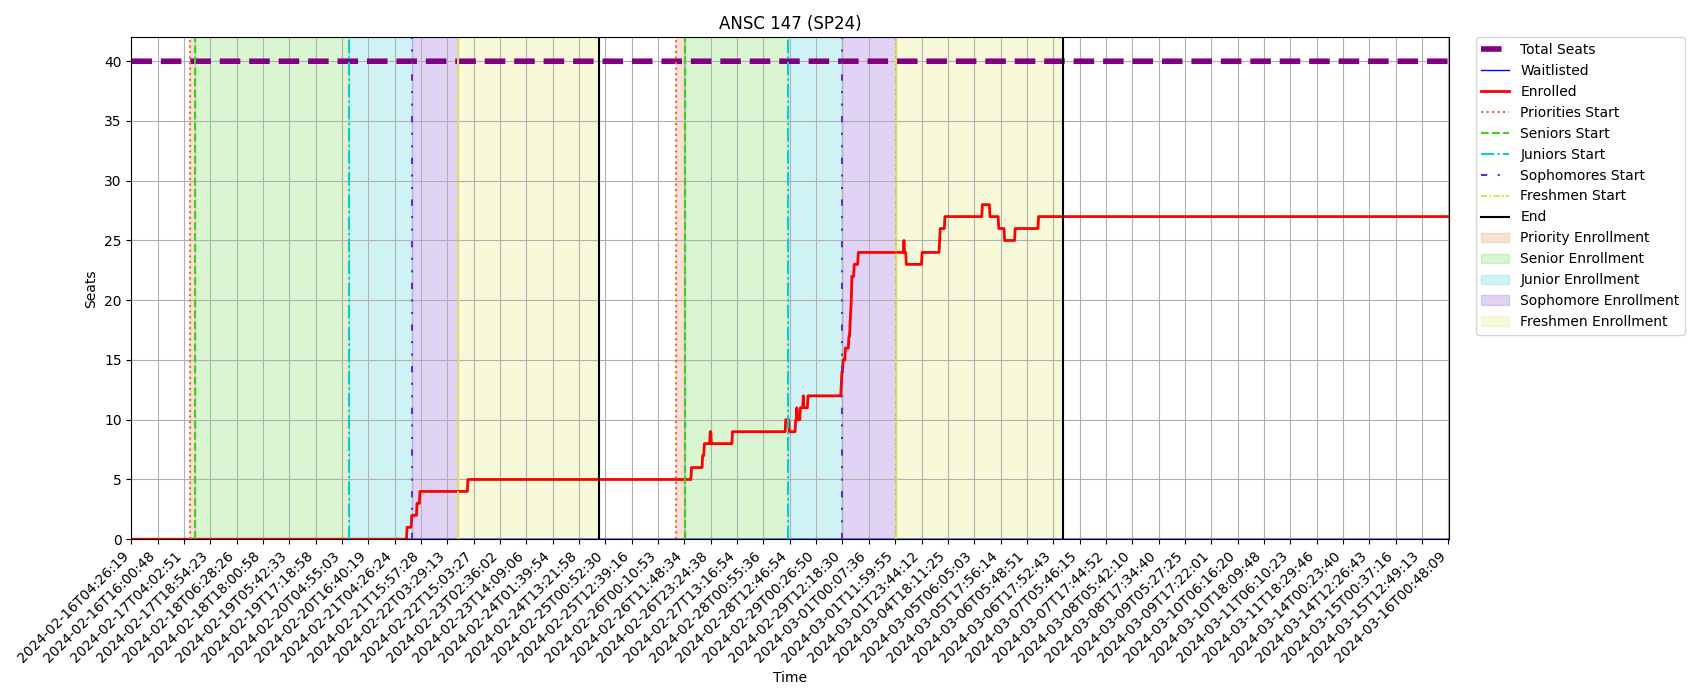 ANSC 147 (SP24)
Total Seats
Waitlisted
Enrolled
Priorities Start
Seniors Start
Juniors Start
Sophomores Start
Freshmen Start
End
Priority Enrollment
Senior Enrollment
Junior Enrollment
Sophomore Enrollment
Freshmen Enrollment
Seats
40
35
30
25
20
15
10
5
0
2024-02-16T04:26:19
2024-02-16T16:00:48
2024-02-17T04:02:51
2024-02-17T18:54:23
2024-02-18T06:28:26
2024-02-18T18:00:58
2024-02-19T05:42:33
2024-02-19T17:18:58
2024-02-20T04:55:03
2024-02-20T16:40:19
2024-02-21T04:26:24
2024-02-21T15:57:28
2024-02-22T03:29:13
2024-02-22T15:03:27
2024-02-23T02:36:02
2024-02-23T14:09:06
2024-02-24T01:39:54
2024-02-24T13:21:58
2024-02-25T00:52:30
2024-02-25T12:39:16
2024-02-26T00:10:53
2024-02-26T11:48:34
2024-02-26T23:24:38
2024-02-27T13:16:54
2024-02-28T00:55:36
2024-02-28T12:46:54
2024-02-29T00:26:50
2024-02-29T12:18:30
2024-03-01T00:07:36
2024-03-01T11:59:55
2024-03-01T23:44:12
2024-03-04T18:11:25
2024-03-05T06:05:03
2024-03-05T17:56:14
2024-03-06T05:48:51
2024-03-06T17:52:43
2024-03-07T05:46:15
2024-03-07T17:44:52
2024-03-08T05:42:10
2024-03-08T17:34:40
2024-03-09T05:27:25
2024-03-09T17:22:01
2024-03-10T06:16:20
2024-03-10T18:09:48
2024-03-11T06:10:23
2024-03-11T18:29:46
2024-03-14T00:23:40
2024-03-14T12:26:43
2024-03-15T00:37:16
2024-03-15T12:49:13
2024-03-16T00:48:09
Time